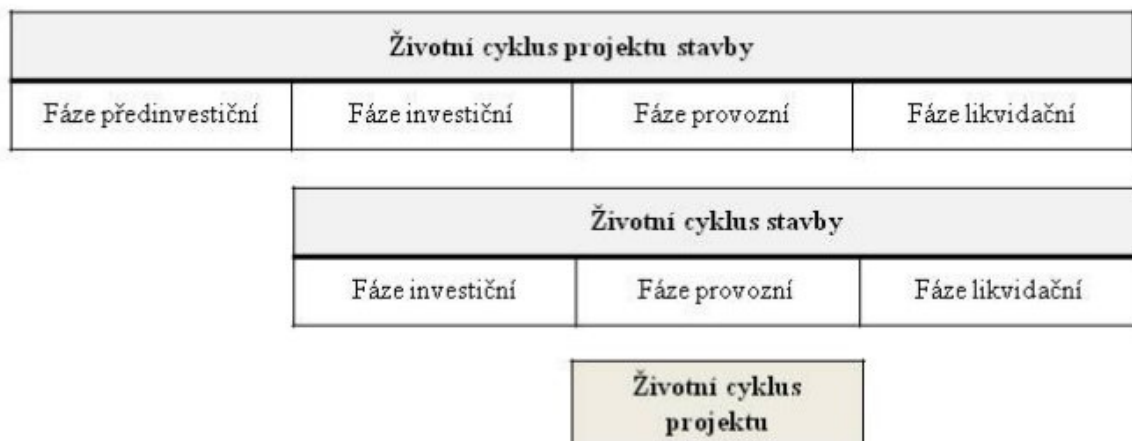 Životní cyklus projektu stavby
Fáze předinvestiční Fáze investiční Fáze provozní Fáze likvidační
Životní cyklus stavby
Fáze investiční Fáze provozní Fáze likvidační
Životní cyklus
projektu